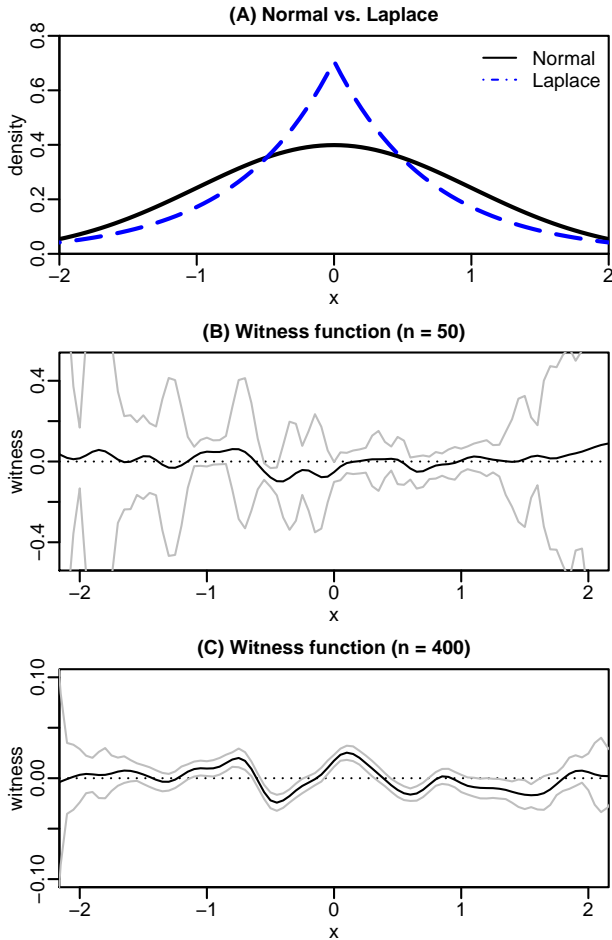 (A) Normal vs. Laplace
density
0.0
0.2
0.4
0.6
0.8
Normal
Laplace
−2
−1
0
1
2
x
(B) Witness function (n = 50)
witness
−0.4
0.0
0.4
−2
−1
0
1
2
x
(C) Witness function (n = 400)
witness
−0.10
0.00
0.10
−2
−1
0
1
2
x